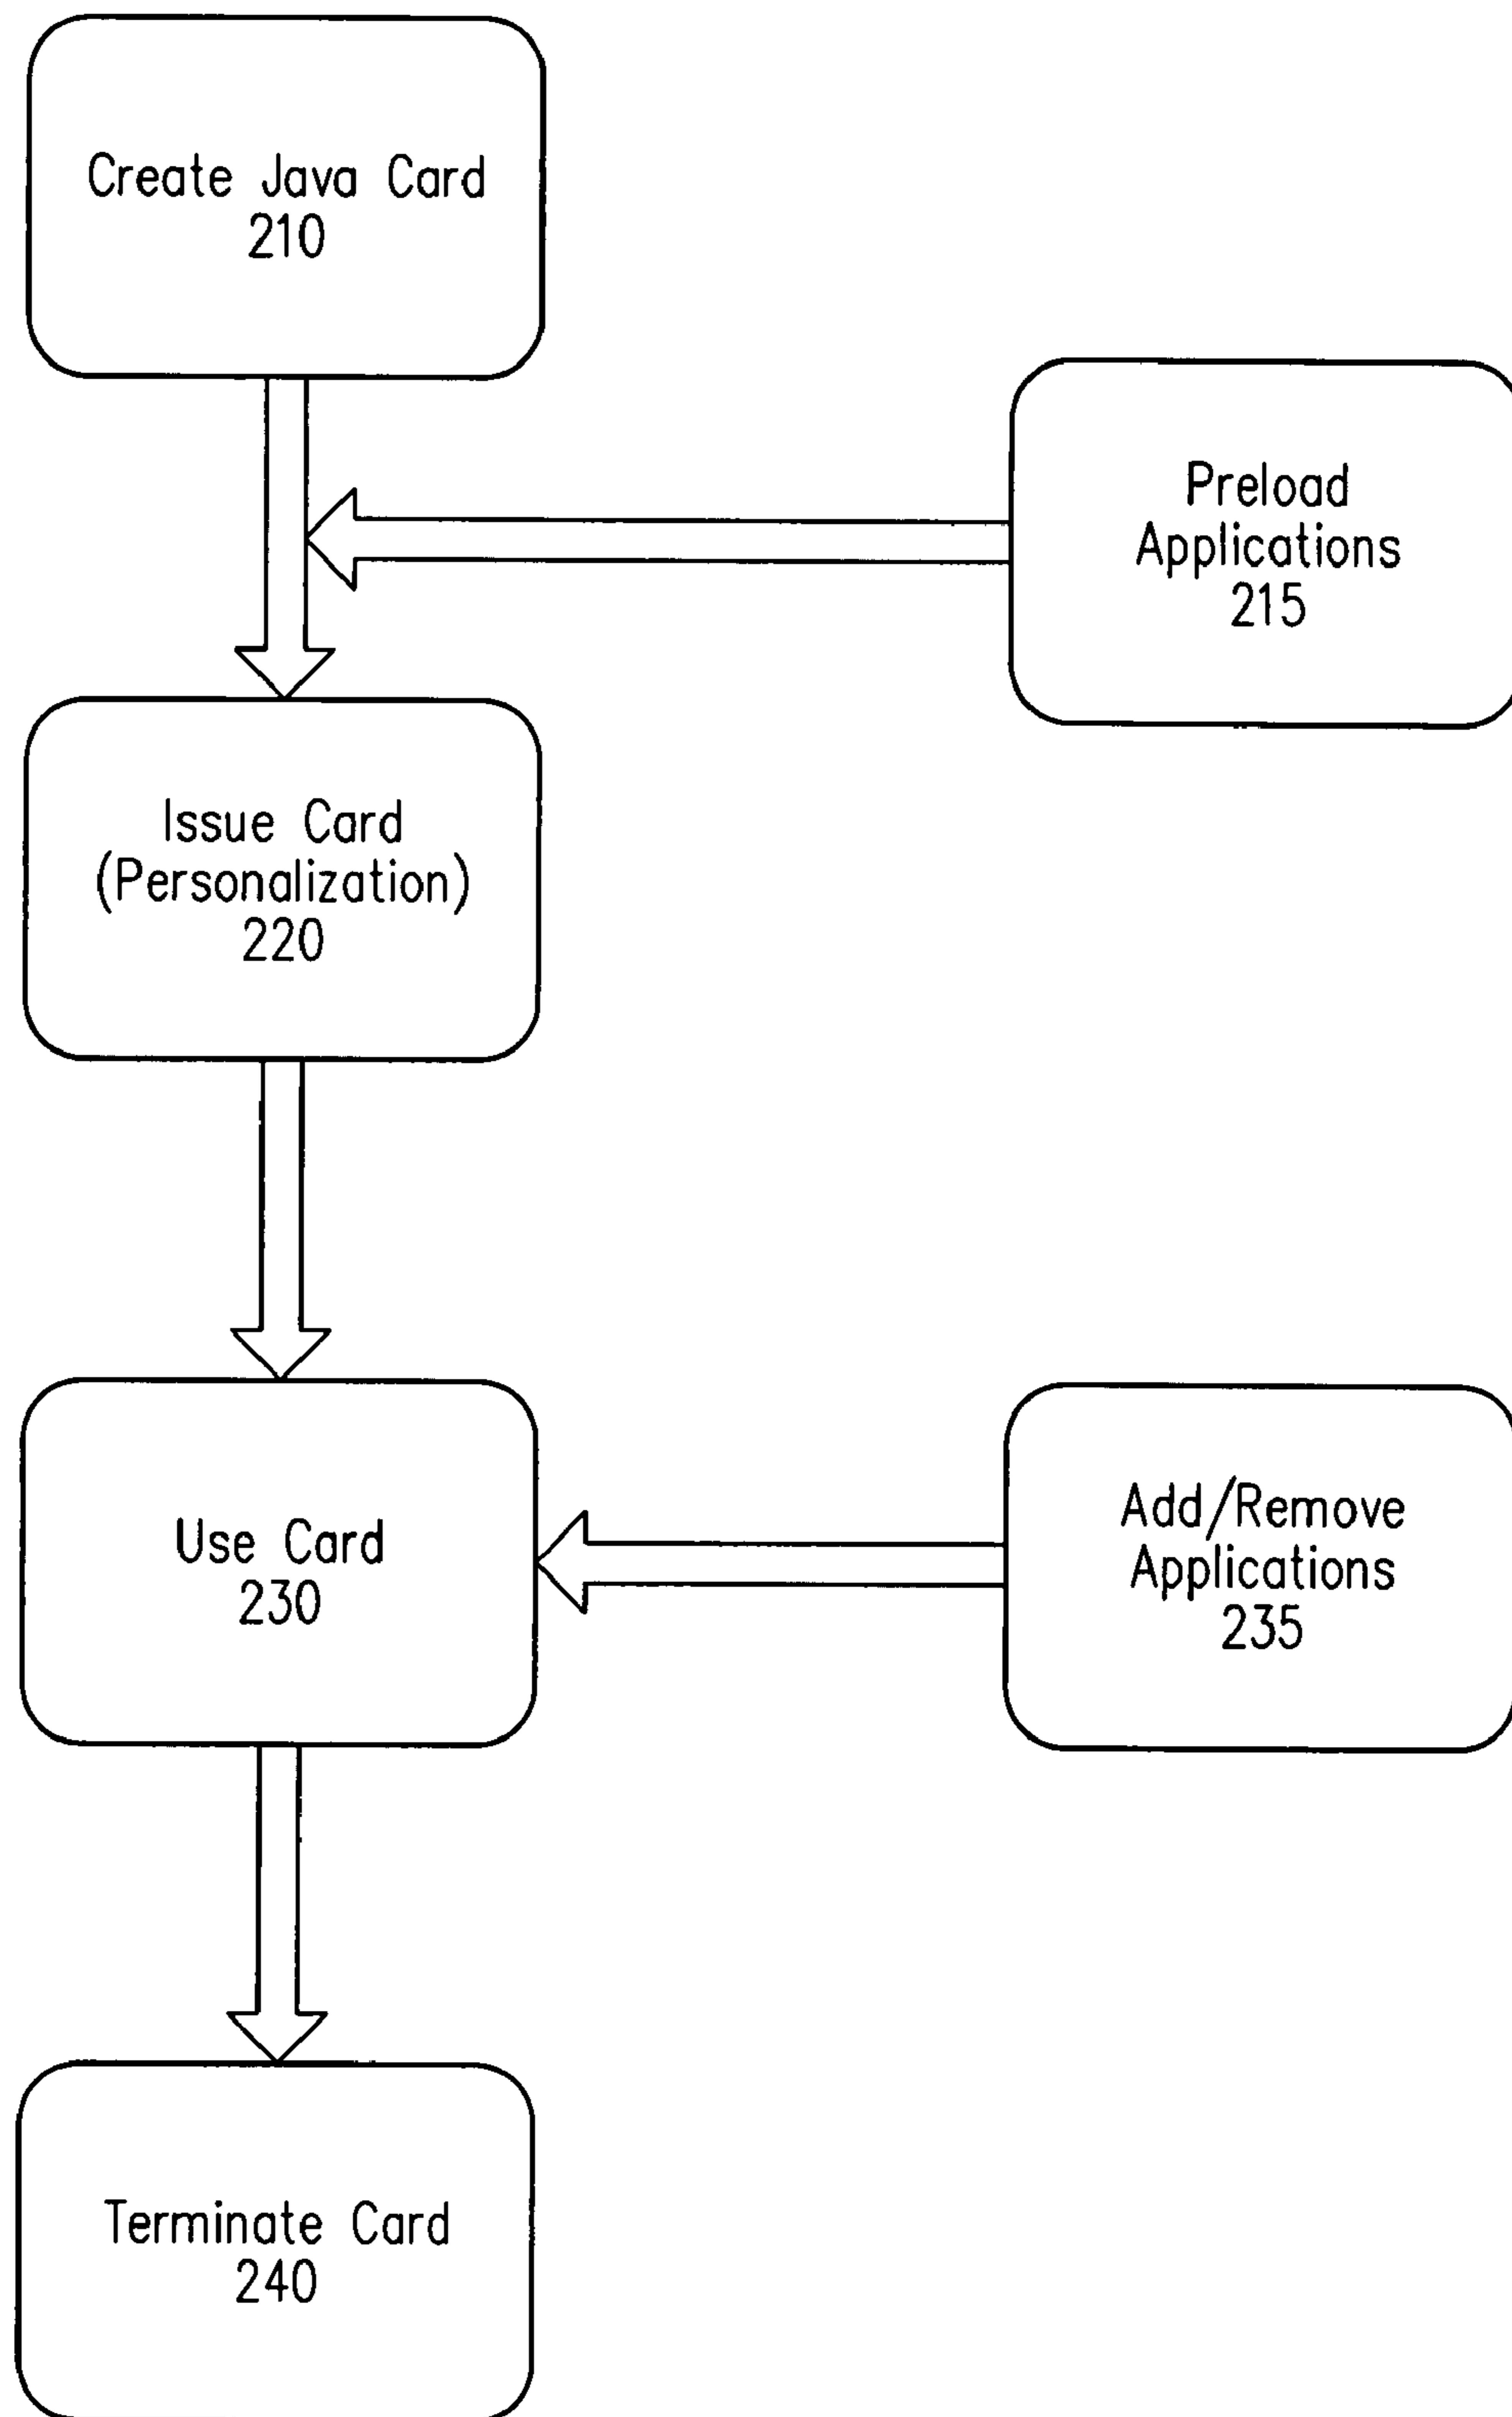 Create Java Card
210
Preload
Applications
215
Issue Card
(Personalization)
220
Use Card
230
Add/Remove
Applications
235
Terminate Card
240